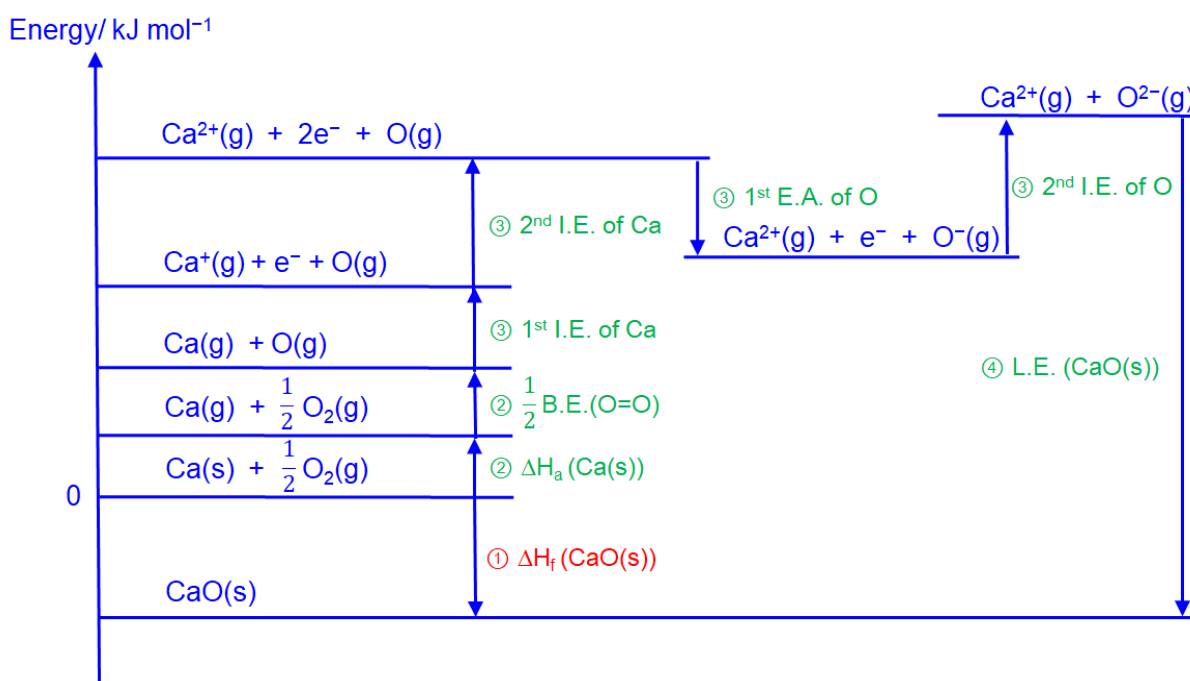 Energy/ kJ mol⁻¹
Ca²⁺(g) + O²⁻(g)
Ca²⁺(g) + 2e⁻ + O(g)
③ 1ˢᵗ E.A. of O
③ 2ⁿᵈ I.E. of O
③ 2ⁿᵈ I.E. of Ca
Ca²⁺(g) + e⁻ + O⁻(g)
Ca⁺(g) + e⁻ + O(g)
③ 1ˢᵗ I.E. of Ca
Ca(g) + O(g)
④ L.E. (CaO(s))
Ca(g) + 1/2 O₂(g)
② 1/2 B.E.(O=O)
Ca(s) + 1/2 O₂(g)
② ΔHₐ (Ca(s))
0
① ΔH_f (CaO(s))
CaO(s)